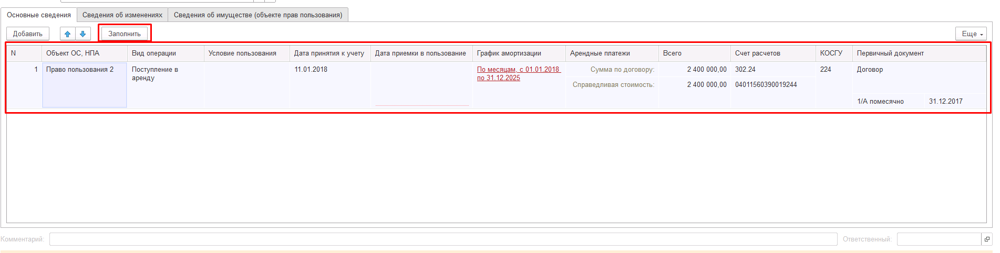 Основные сведения Сведения об изменениях Сведения об имуществе (объекте прав пользования)
Добавить Заполнить Еще
N Объект ОС, НПА Вид операции Условие пользования Дата принятия к учету Дата приемки в пользование График амортизации Арендные платежи Всего Счет расчетов КОСГУ Первичный документ
1 Право пользования 2 Поступление в 11.01.2018 По месяцам, с 01.01.2018 Сумма по договору: 2 400 000,00 302.24 224 Договор
аренду по 31.12.2025
Справедливая стоимость: 2 400 000,00 04011560390019244
1/А помесячно 31.12.2017
Комментарий: Ответственный: